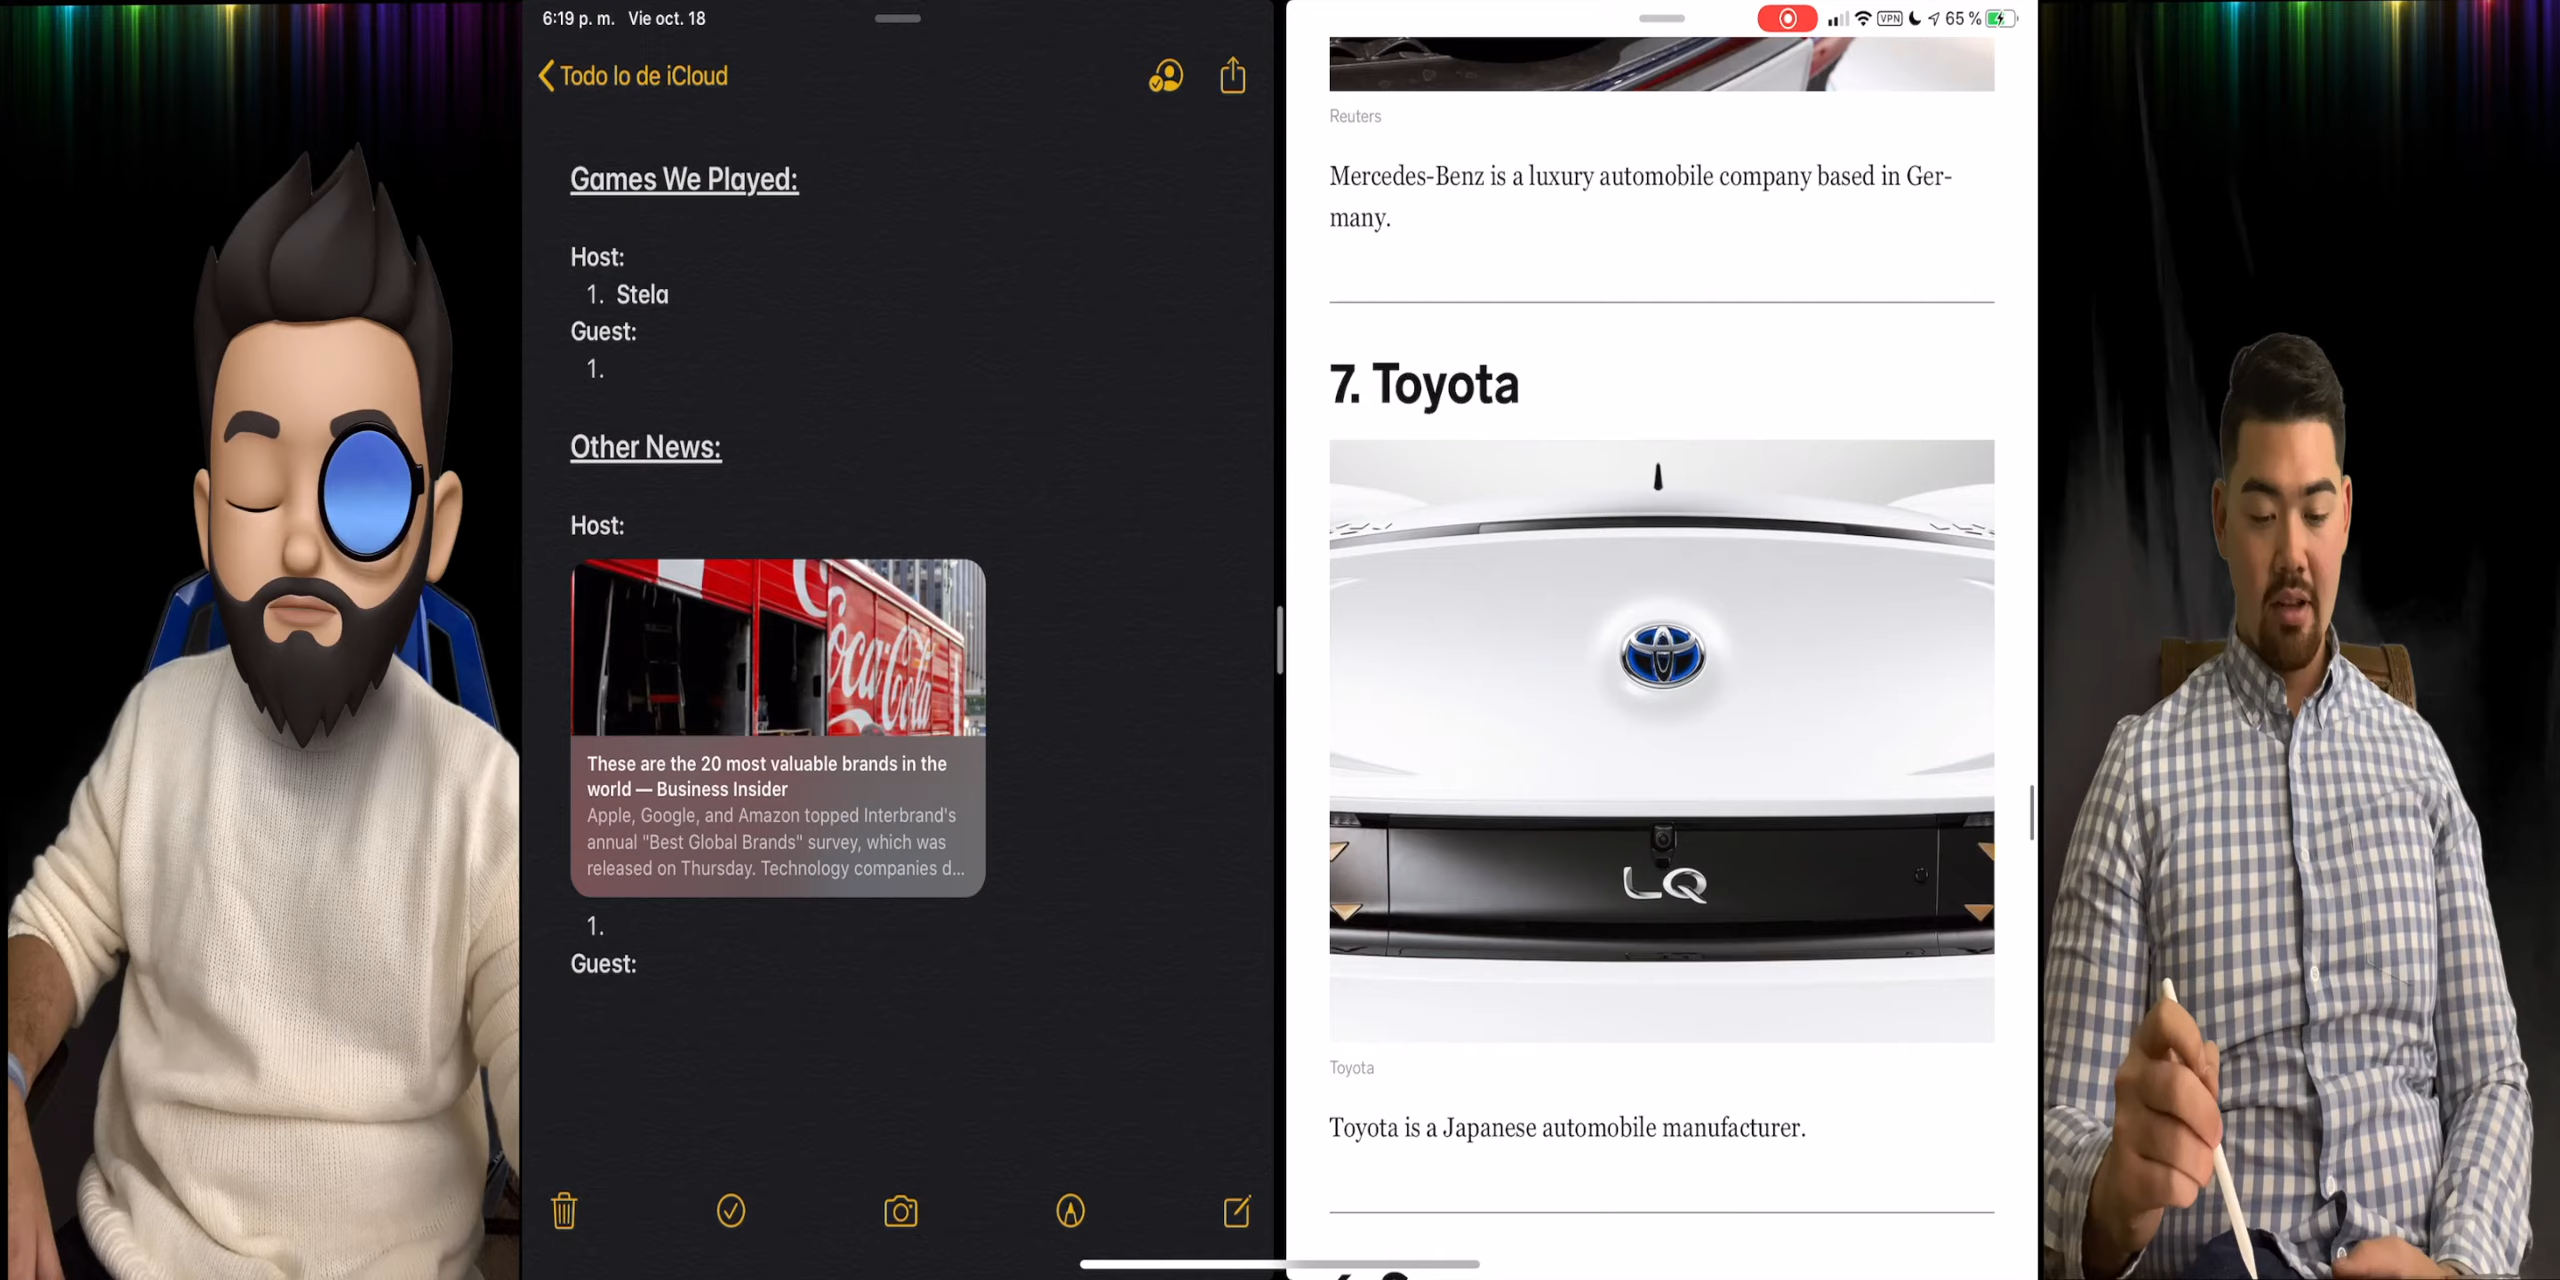 6:19 p. m. Vie oct. 18
Todo lo de iCloud
Games We Played:
Host:
1. Stela
Guest:
1.
Other News:
Host:
Coca-Cola
These are the 20 most valuable brands in the
world — Business Insider
Apple, Google, and Amazon topped Interbrand's
annual "Best Global Brands" survey, which was
released on Thursday. Technology companies d...
1.
Guest:
VPN 65 %
Reuters
Mercedes-Benz is a luxury automobile company based in Ger-
many.
7. Toyota
LQ
Toyota
Toyota is a Japanese automobile manufacturer.